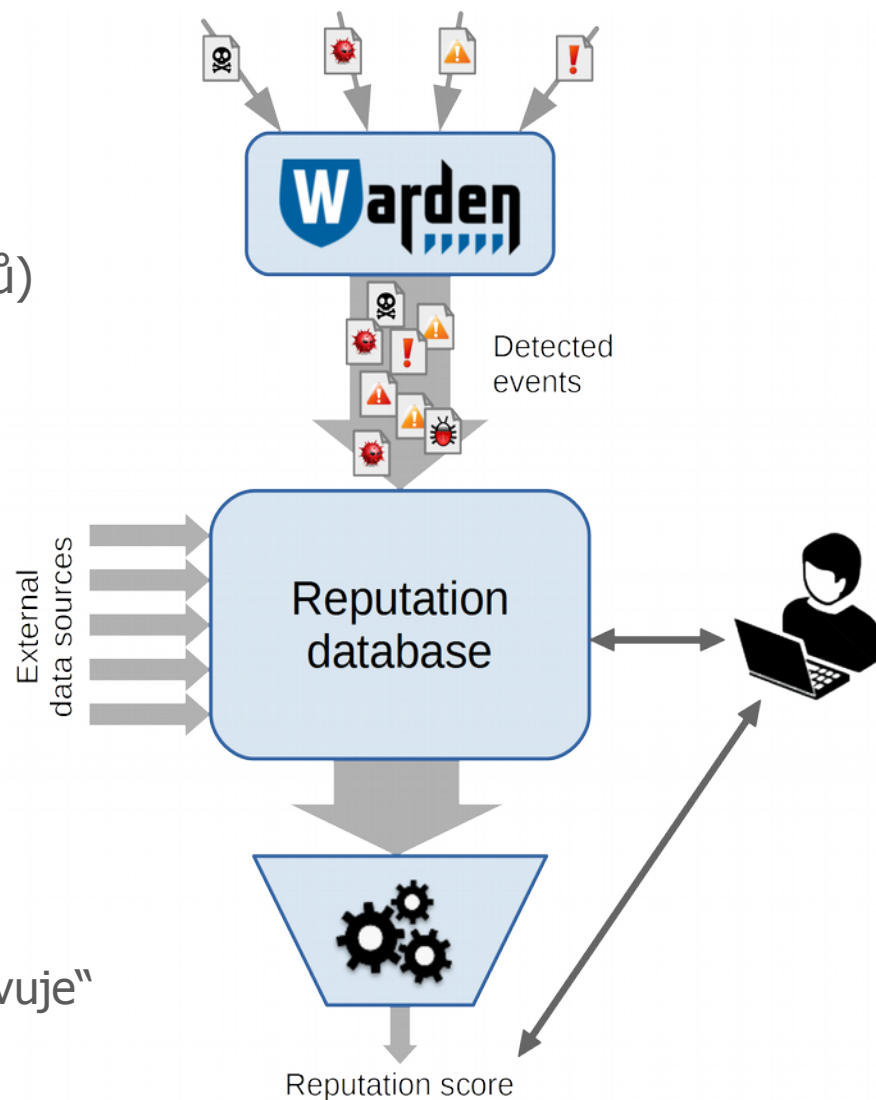 Warden
ů)
Detected
events
External
data sources
Reputation
database
vuje“
Reputation score